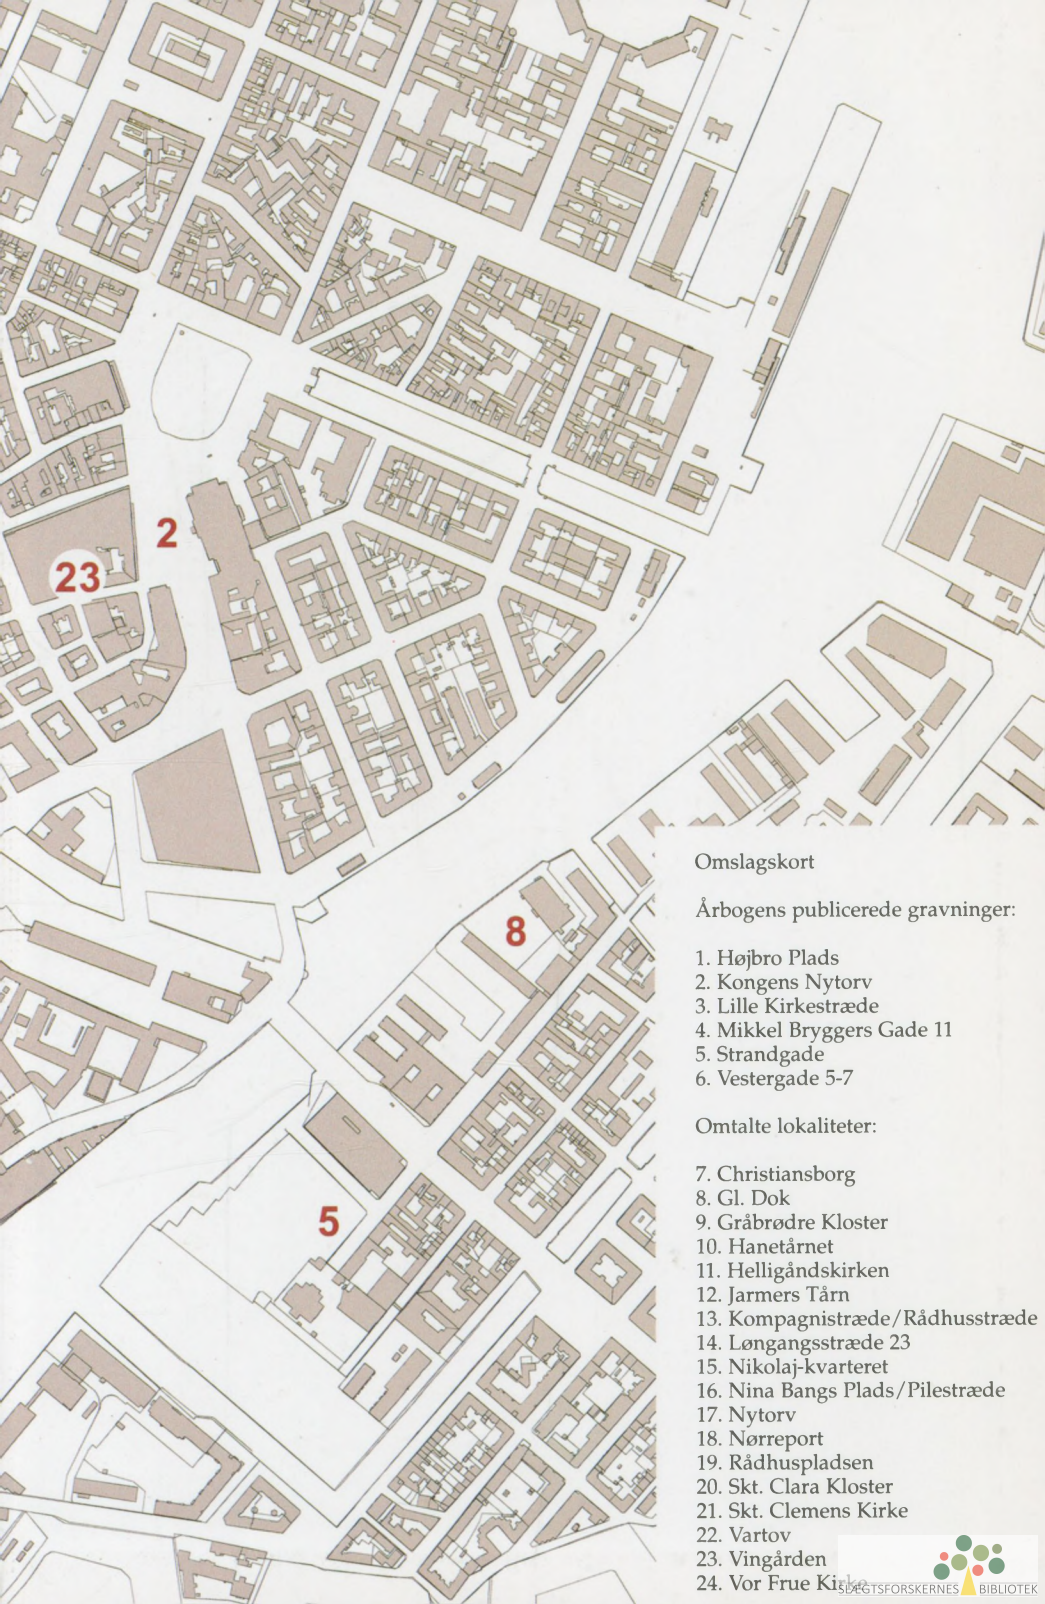 2
23
8
5
Omslagskort
Årbogens publicerede gravninger:
1. Højbro Plads
2. Kongens Nytorv
3. Lille Kirkestræde
4. Mikkel Bryggers Gade 11
5. Strandgade
6. Vestergade 5-7
Omtalte lokaliteter:
7. Christiansborg
8. Gl. Dok
9. Gråbrødre Kloster
10. Hanetårnet
11. Helligåndskirken
12. Jarmers Tårn
13. Kompagnistræde/Rådhusstræde
14. Løngangsstræde 23
15. Nikolaj-kvarteret
16. Nina Bangs Plads/Pilestræde
17. Nytorv
18. Nørreport
19. Rådhuspladsen
20. Skt. Clara Kloster
21. Skt. Clemens Kirke
22. Vartov
23. Vingården
24. Vor Frue Kirke
SLÆGTSFORSKERNES BIBLIOTEK